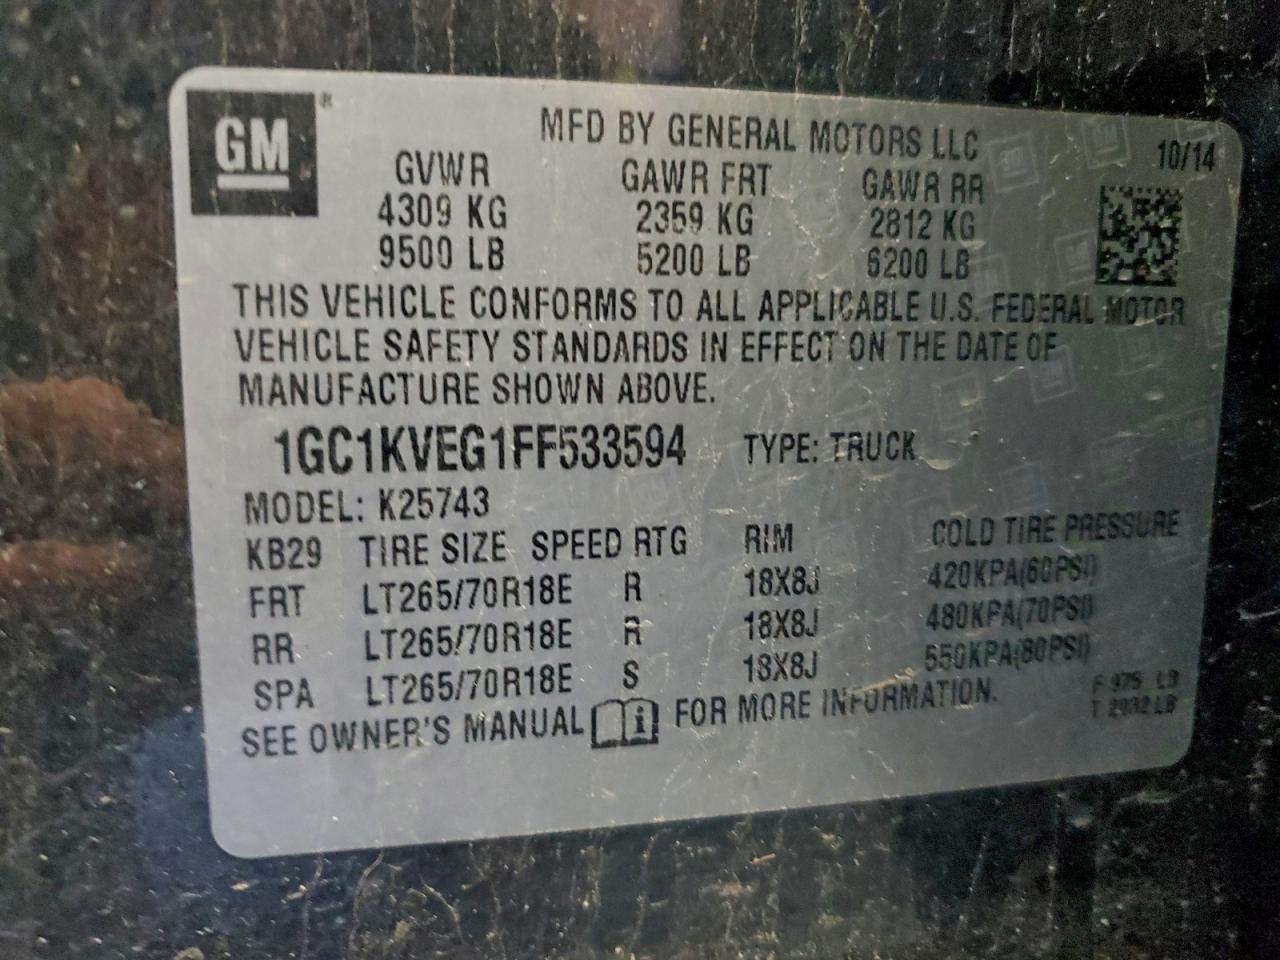 GM ®
MFD BY GENERAL MOTORS LLC
10/14
GVWR GAWR FRT GAWR RR
4309 KG 2359 KG 2812 KG
9500 LB 5200 LB 6200 LB
THIS VEHICLE CONFORMS TO ALL APPLICABLE U.S. FEDERAL MOTOR
VEHICLE SAFETY STANDARDS IN EFFECT ON THE DATE OF
MANUFACTURE SHOWN ABOVE.
1GC1KVEG1FF533594 TYPE: TRUCK
MODEL: K25743
KB29 TIRE SIZE SPEED RTG RIM COLD TIRE PRESSURE
FRT LT265/70R18E R 18X8J 420KPA(60PSI)
RR LT265/70R18E R 18X8J 480KPA(70PSI)
SPA LT265/70R18E S 18X8J 550KPA(80PSI)
SEE OWNER'S MANUAL FOR MORE INFORMATION.
F 975 LB
T 2932 LB